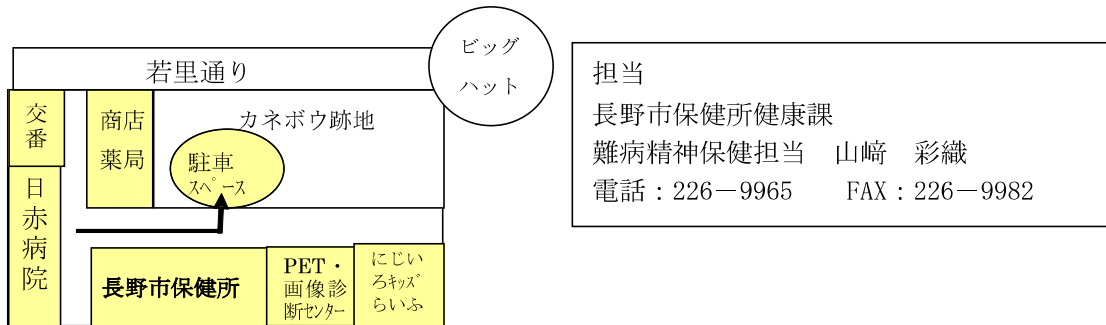 ビッグ
ハット
若里通り
交
番
商店
薬局
カネボウ跡地
駐車
スペース
日
赤
病
院
長野市保健所
PET・
画像診
断センター
にじい
ろキッズ
らいふ
担当
長野市保健所健康課
難病精神保健担当　山﨑　彩織
電話：226－9965　　FAX：226－9982